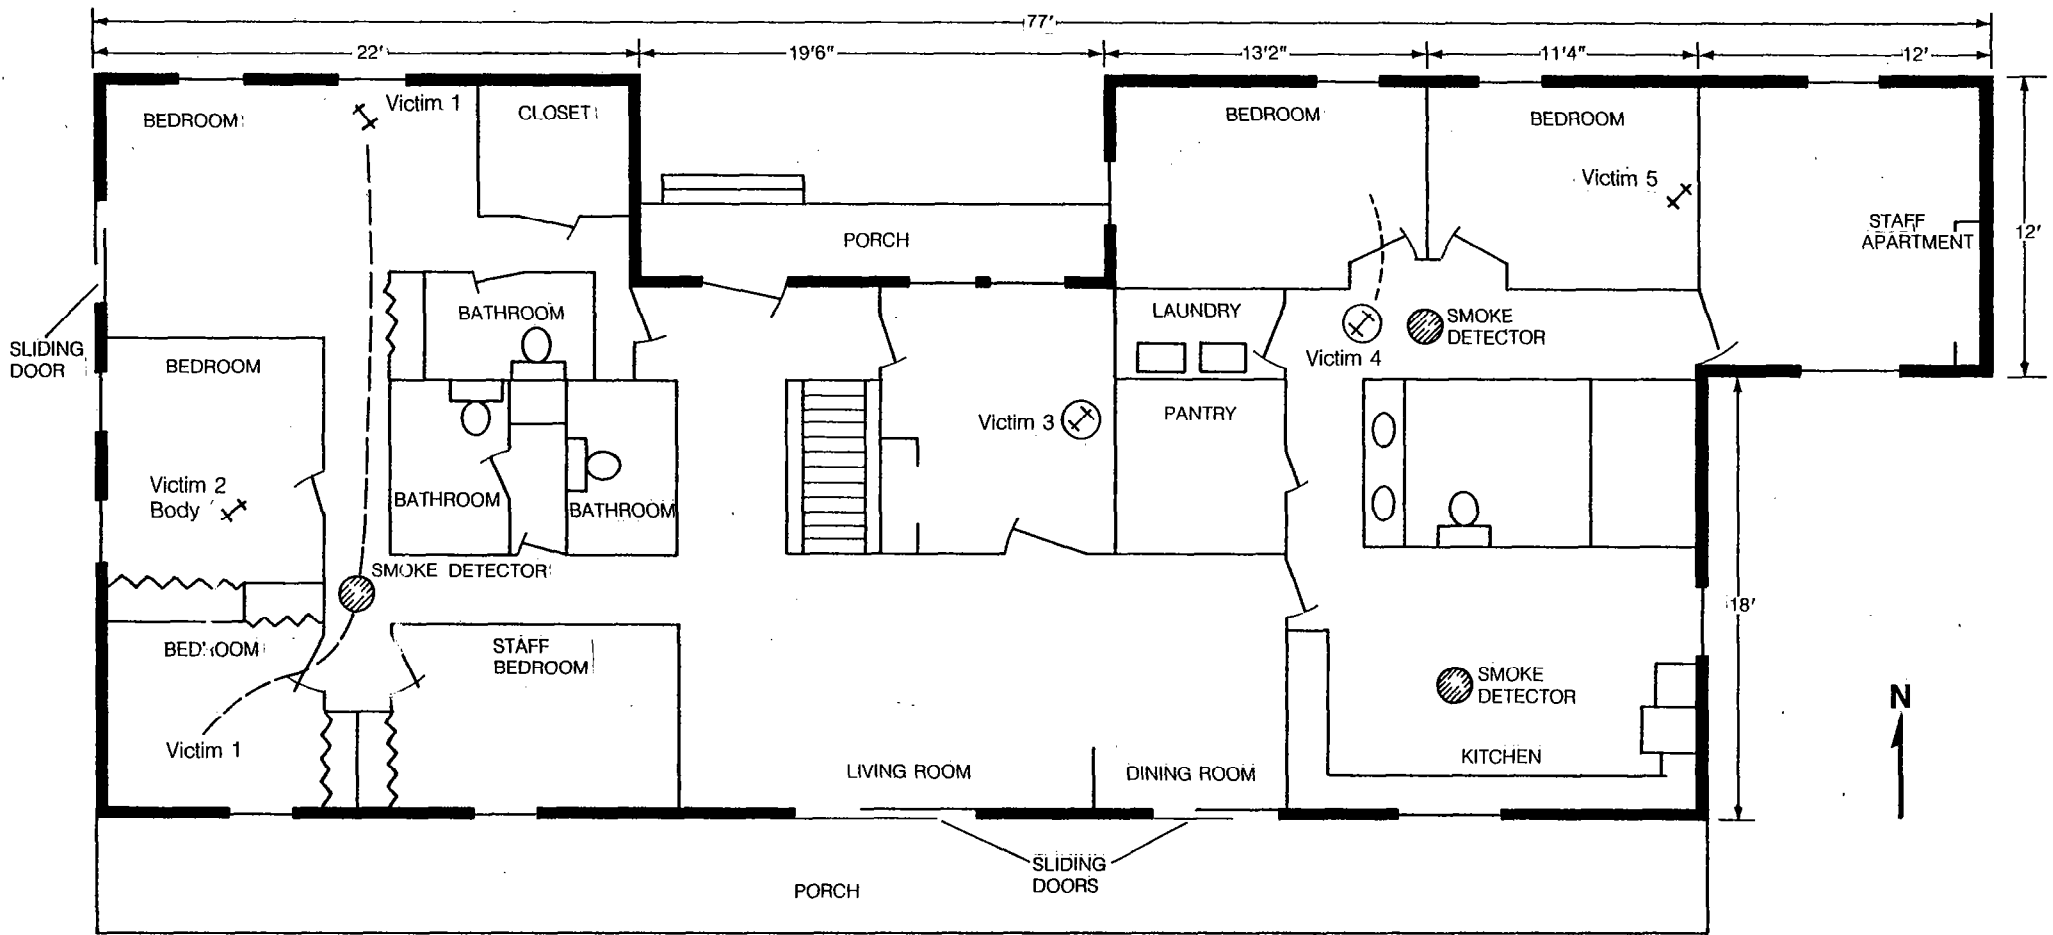 77'
22'
19'6"
13'2"
11'4"
12'
BEDROOM
Victim 1
CLOSET
BEDROOM
BEDROOM
Victim 5
STAFF
APARTMENT
12'
PORCH
SLIDING
DOOR
BATHROOM
LAUNDRY
SMOKE
DETECTOR
Victim 4
BEDROOM
Victim 3
PANTRY
Victim 2
Body
BATHROOM
BATHROOM
SMOKE DETECTOR
18'
BEDROOM
STAFF
BEDROOM
SMOKE
DETECTOR
N
Victim 1
LIVING ROOM
DINING ROOM
KITCHEN
SLIDING
DOORS
PORCH